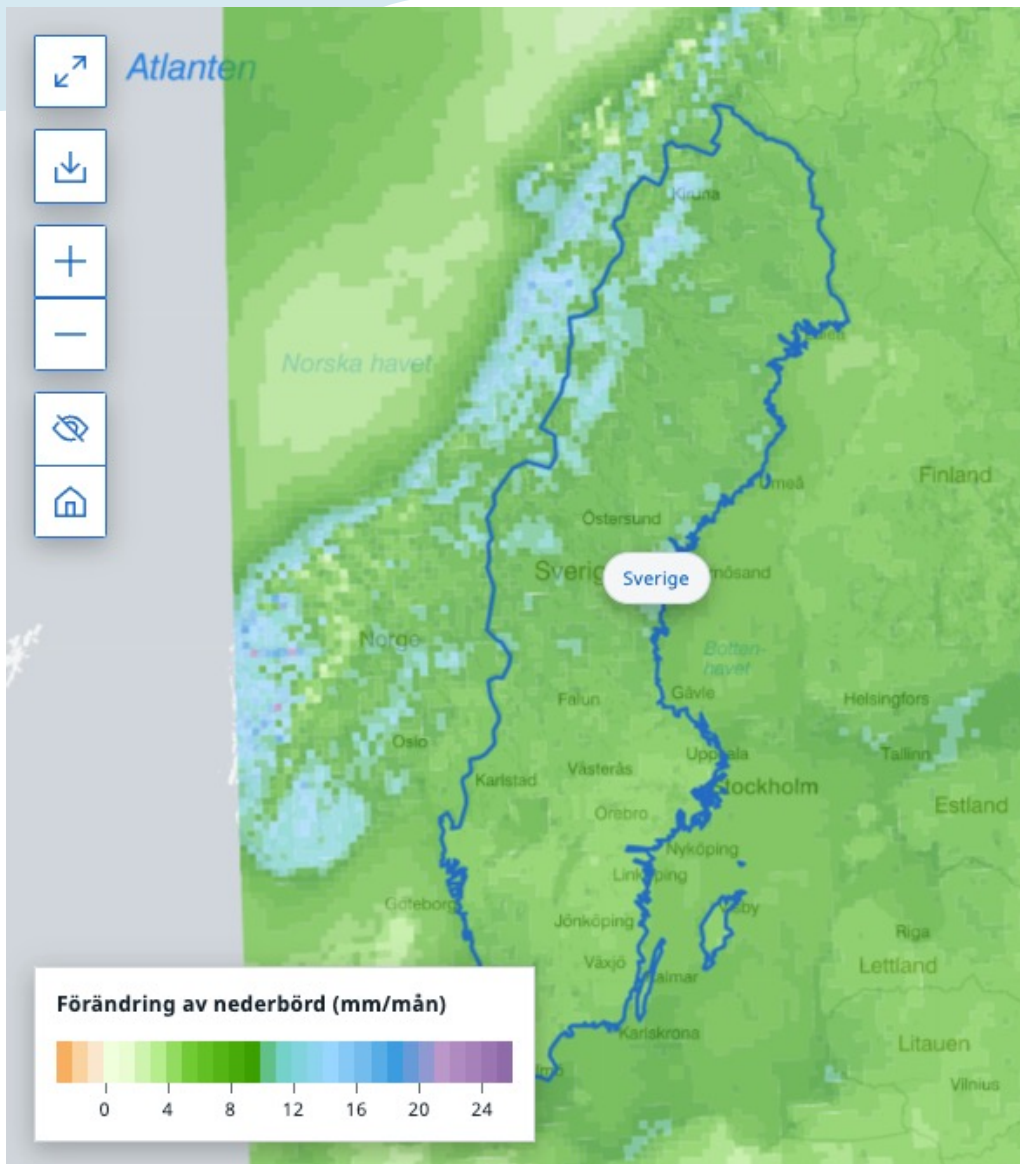 Atlanten
Kiruna
Norska havet
Finland
Umeå
Östersund
Sverige
Norge
Botten-
havet
Falun
Gävle
Helsingfors
Oslo
Uppsala
Tallinn
Karlstad
Västerås
Stockholm
Örebro
Estland
Nyköping
Linköping
Göteborg
Jönköping
Visby
Riga
Växjö
Kalmar
Lettland
Förändring av nederbörd (mm/mån)
Karlskrona
Litauen
Vilnius
0 4 8 12 16 20 24